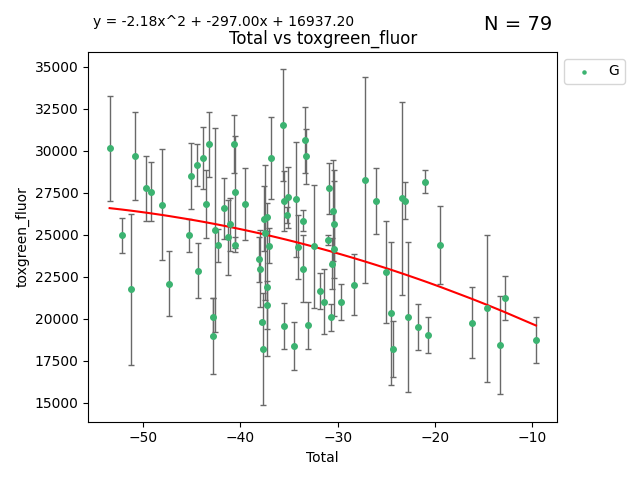 y = -2.18x^2 + -297.00x + 16937.20
N = 79
Total vs toxgreen_fluor
G
toxgreen_fluor
35000
32500
30000
27500
25000
22500
20000
17500
15000
−50
−40
−30
−20
−10
Total